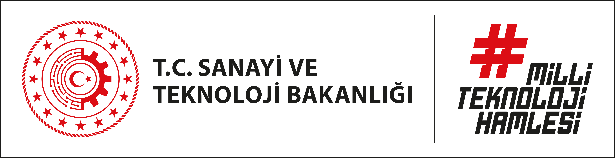 T.C. SANAYİ VE
TEKNOLOJİ BAKANLIĞI
#
MİLLİ
TEKNOLOJİ
HAMLESİ